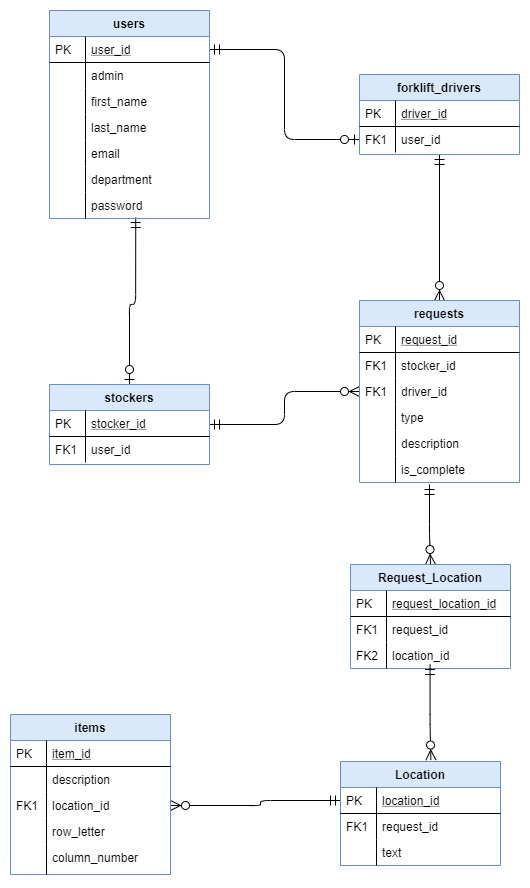 users
PK user_id
admin
first_name
last_name
email
department
password
forklift_drivers
PK driver_id
FK1 user_id
requests
PK request_id
FK1 stocker_id
FK1 driver_id
type
description
is_complete
stockers
PK stocker_id
FK1 user_id
Request_Location
PK request_location_id
FK1 request_id
FK2 location_id
items
PK item_id
description
FK1 location_id
row_letter
column_number
Location
PK location_id
FK1 request_id
text